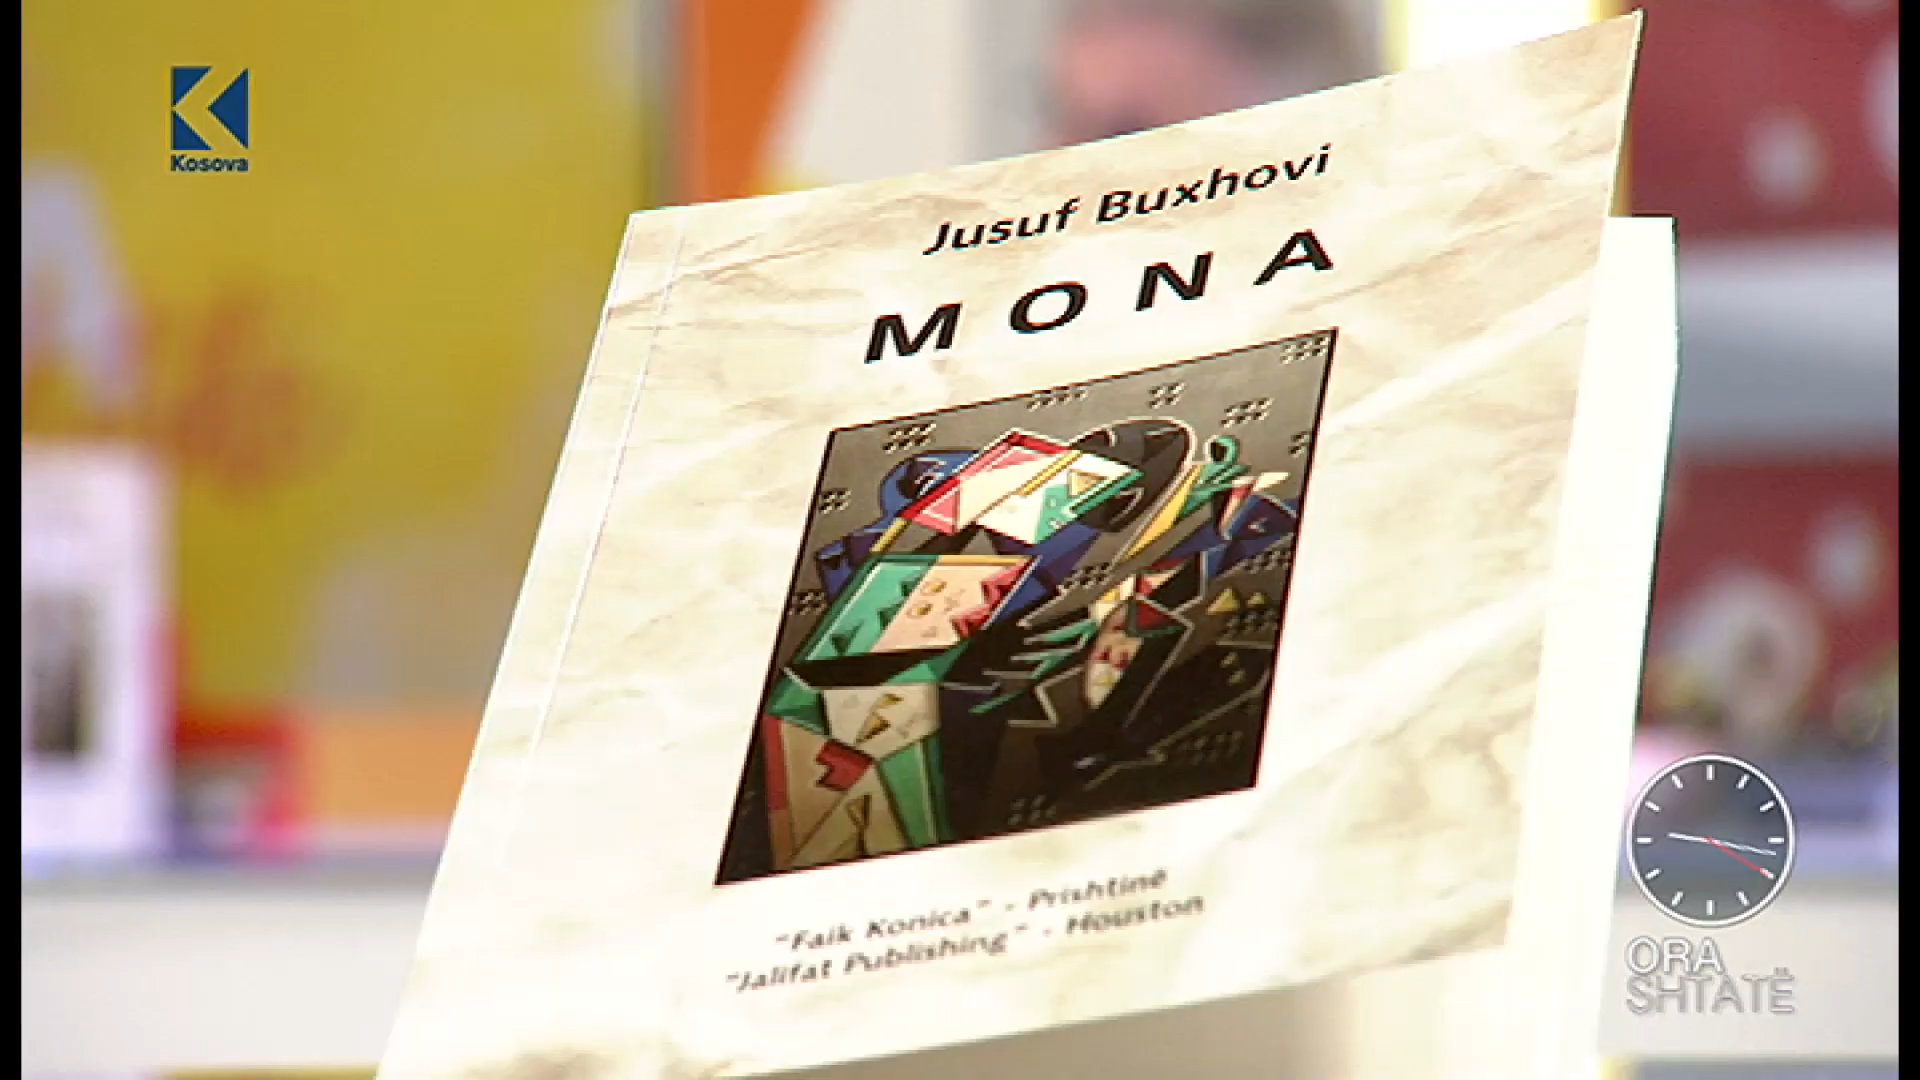 Kosova
Jusuf Buxhovi
MONA
"Faik Konica" - Prishtinë
"Jalifat Publishing" - Houston
ORA
SHTATË